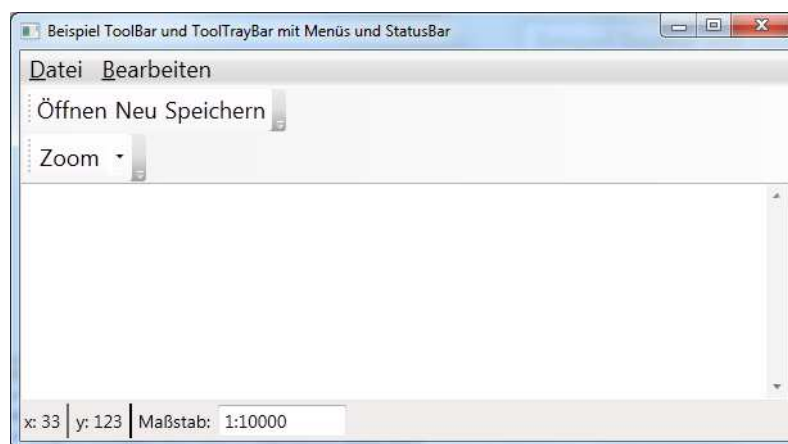 Beispiel ToolBar und ToolTrayBar mit Menüs und StatusBar
Datei Bearbeiten
Öffnen Neu Speichern
Zoom
x: 33 y: 123 Maßstab: 1:10000